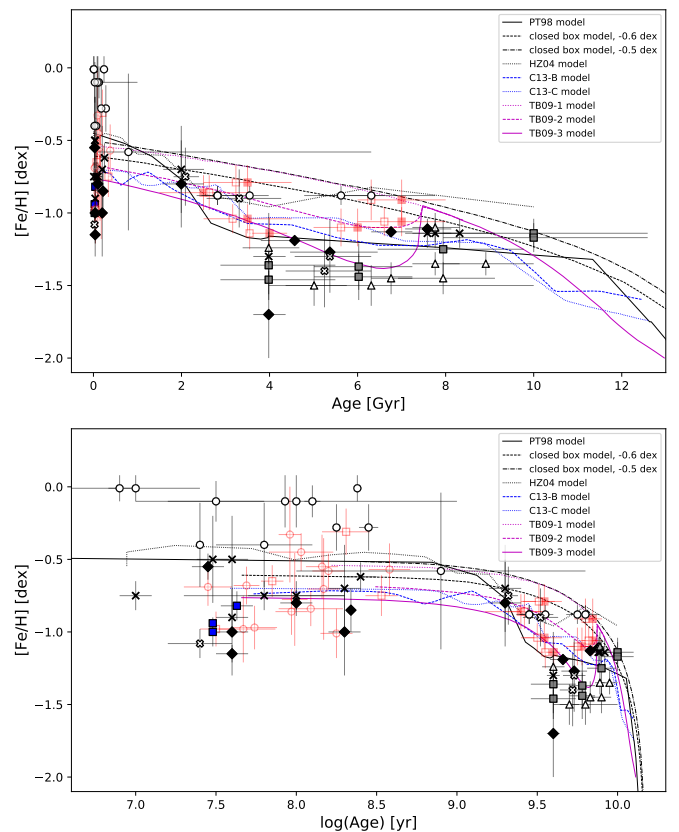 PT98 model
closed box model, -0.6 dex
closed box model, -0.5 dex
HZ04 model
C13-B model
C13-C model
TB09-1 model
TB09-2 model
TB09-3 model
0.0
−0.5
−1.0
−1.5
−2.0
[Fe/H] [dex]
0 2 4 6 8 10 12
Age [Gyr]
PT98 model
closed box model, -0.6 dex
closed box model, -0.5 dex
HZ04 model
C13-B model
C13-C model
TB09-1 model
TB09-2 model
TB09-3 model
0.0
−0.5
−1.0
−1.5
−2.0
[Fe/H] [dex]
7.0 7.5 8.0 8.5 9.0 9.5 10.0
log(Age) [yr]